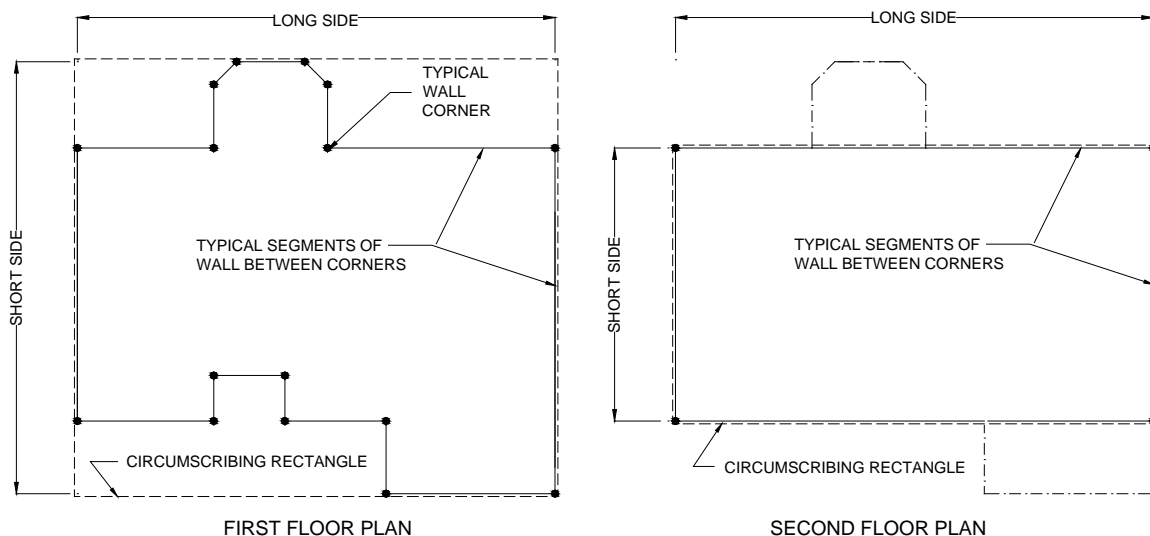 LONG SIDE
TYPICAL
WALL
CORNER
SHORT SIDE
TYPICAL SEGMENTS OF
WALL BETWEEN CORNERS
CIRCUMSCRIBING RECTANGLE
FIRST FLOOR PLAN
LONG SIDE
SHORT SIDE
TYPICAL SEGMENTS OF
WALL BETWEEN CORNERS
CIRCUMSCRIBING RECTANGLE
SECOND FLOOR PLAN